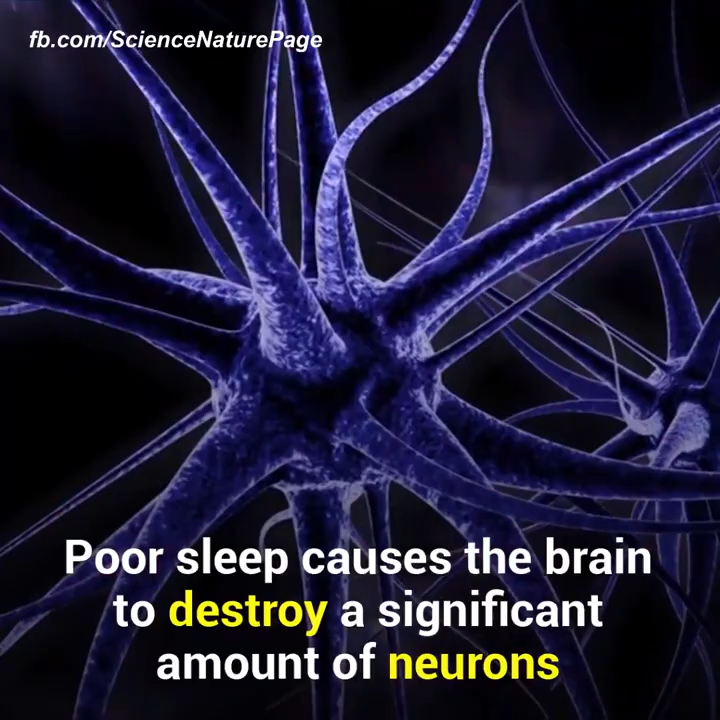 fb.com/ScienceNaturePage
Poor sleep causes the brain
to destroy a significant
amount of neurons